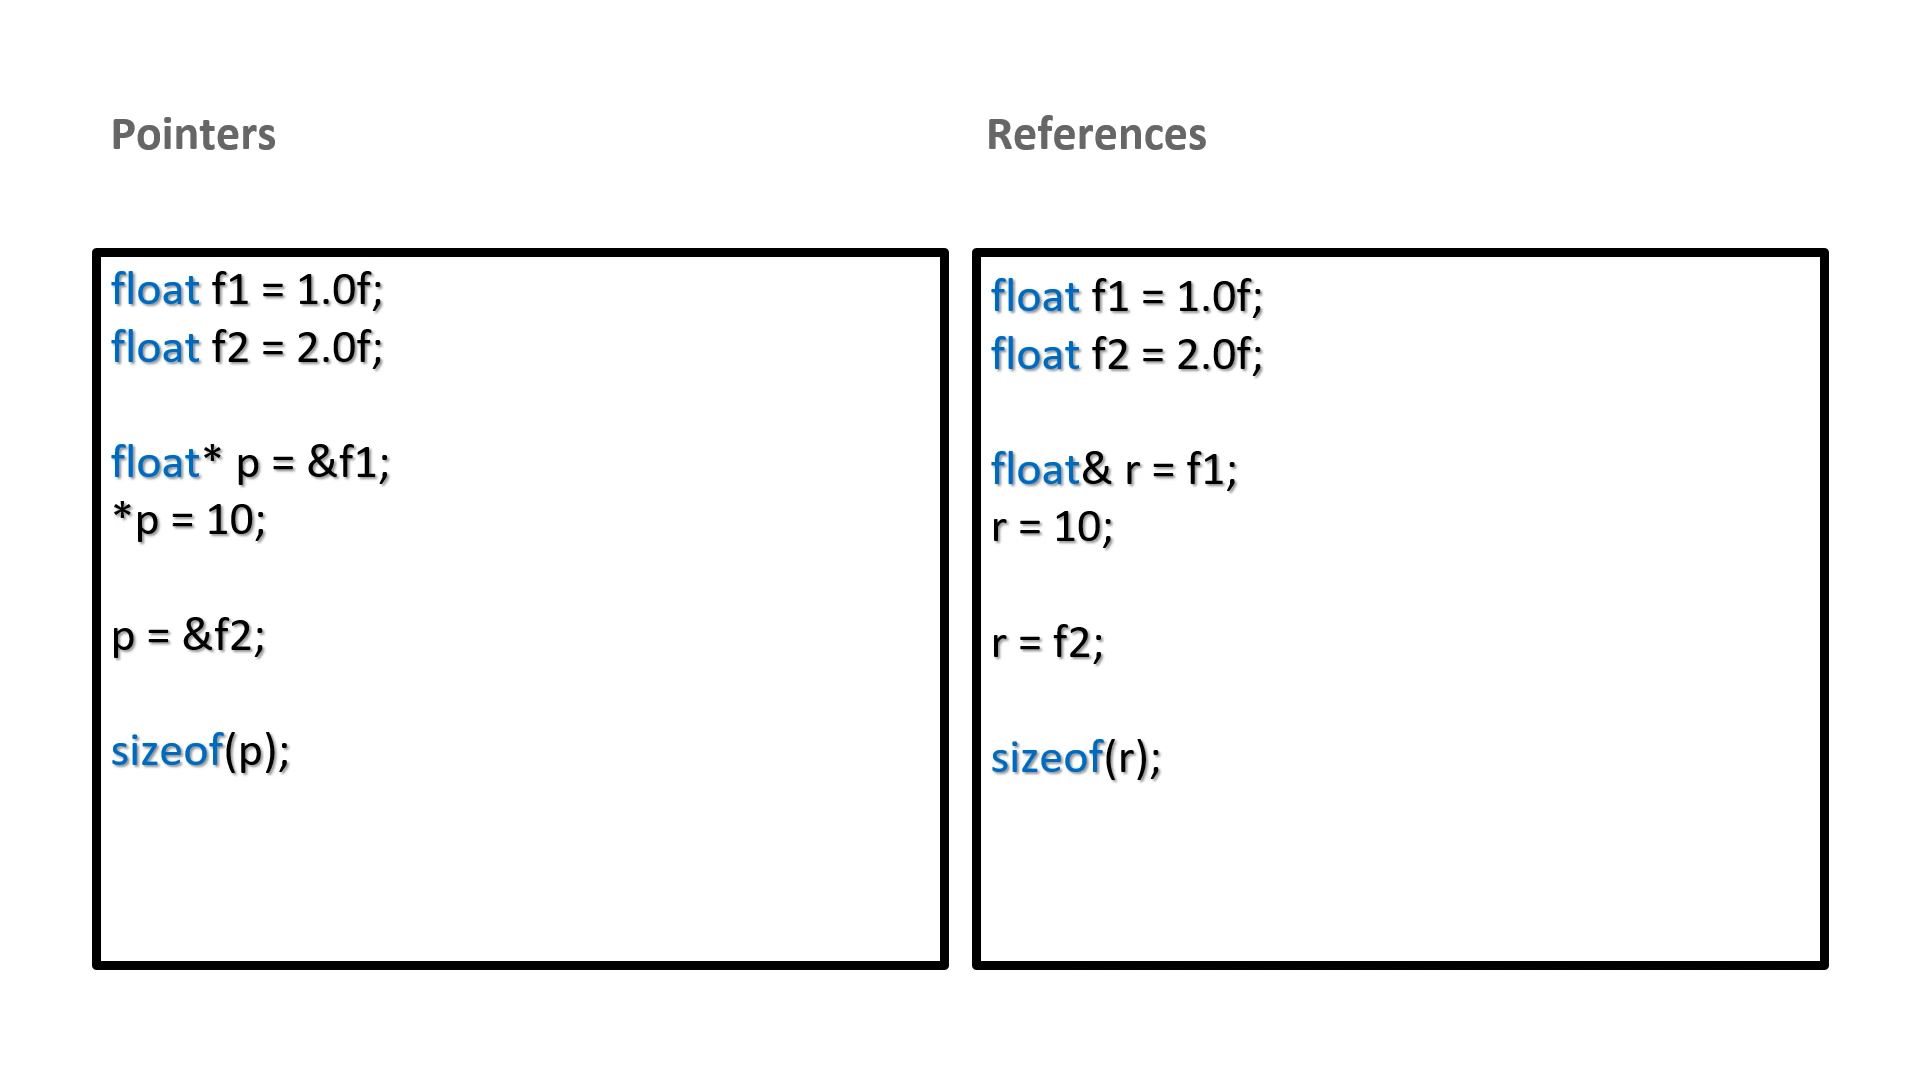 Pointers
float f1 = 1.0f;
float f2 = 2.0f;
float* p = &f1;
*p = 10;
p = &f2;
sizeof(p);
References
float f1 = 1.0f;
float f2 = 2.0f;
float& r = f1;
r = 10;
r = f2;
sizeof(r);